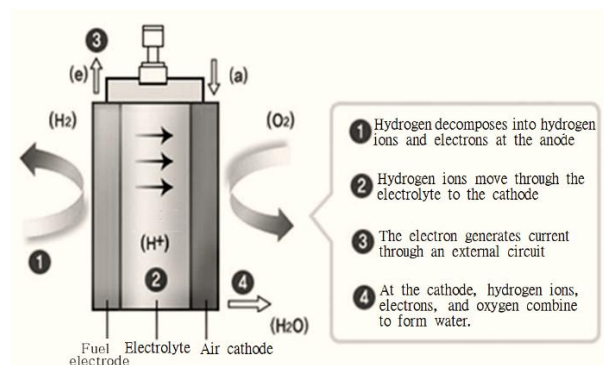 3
(e)
(a)
(H2)
(O2)
(H+)
1
2
4
(H2O)
Fuel electrode
Electrolyte
Air cathode
1 Hydrogen decomposes into hydrogen
ions and electrons at the anode
2 Hydrogen ions move through the
electrolyte to the cathode
3 The electron generates current
through an external circuit
4 At the cathode, hydrogen ions,
electrons, and oxygen combine
to form water.